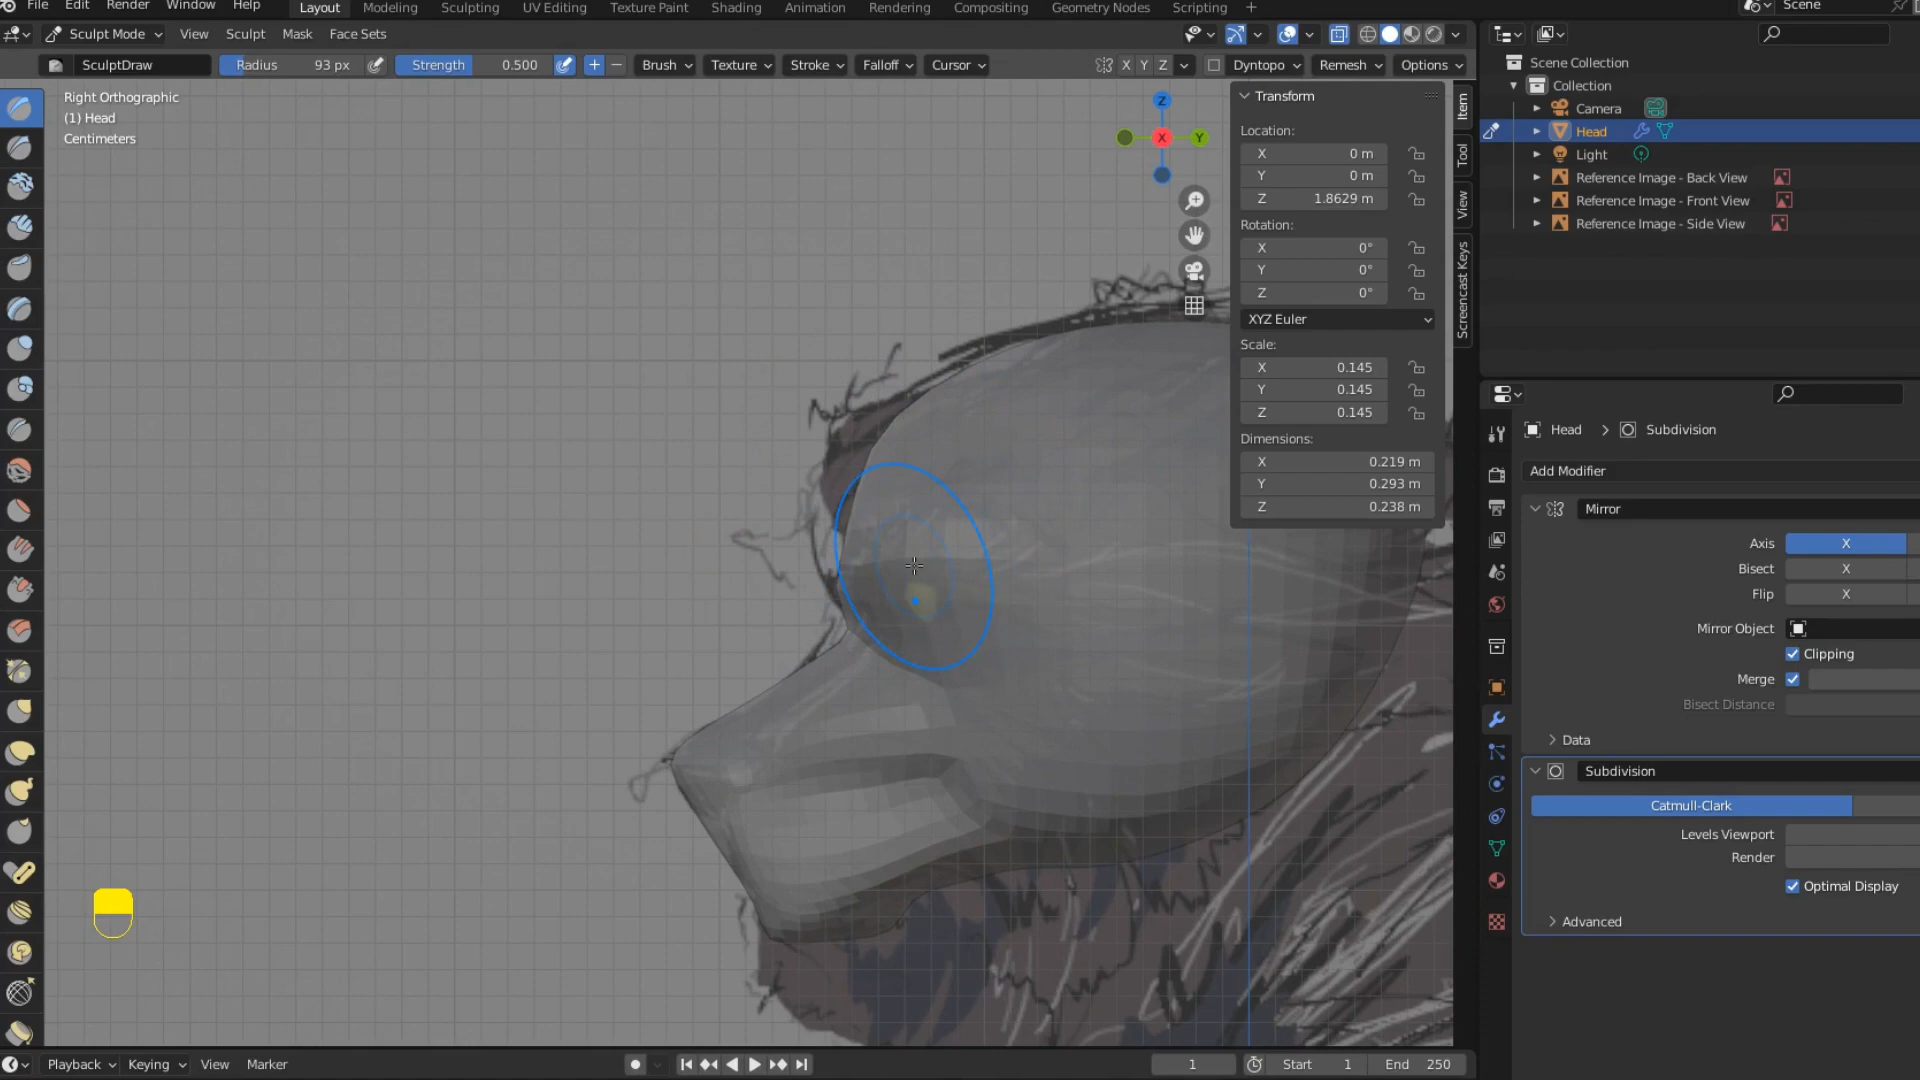 File Edit Render Window Help Layout Modeling Sculpting UV Editing Texture Paint Shading Animation Rendering Compositing Geometry Nodes Scripting + Scene
Sculpt Mode View Sculpt Mask Face Sets
SculptDraw Radius 93 px Strength 0.500 Brush Texture Stroke Falloff Cursor X Y Z Dyntopo Remesh Options
Right Orthographic
(1) Head
Centimeters
Z
X
Y
Transform
Location:
X 0 m
Y 0 m
Z 1.8629 m
Rotation:
X 0°
Y 0°
Z 0°
XYZ Euler
Scale:
X 0.145
Y 0.145
Z 0.145
Dimensions:
X 0.219 m
Y 0.293 m
Z 0.238 m
Item
Tool
View
Screencast Keys
Scene Collection
Collection
Camera
Head
Light
Reference Image - Back View
Reference Image - Front View
Reference Image - Side View
Head > Subdivision
Add Modifier
Mirror
Axis X
Bisect X
Flip X
Mirror Object
Clipping
Merge
Bisect Distance
Data
Subdivision
Catmull-Clark
Levels Viewport
Render
Optimal Display
Advanced
Playback Keying View Marker 1 Start 1 End 250